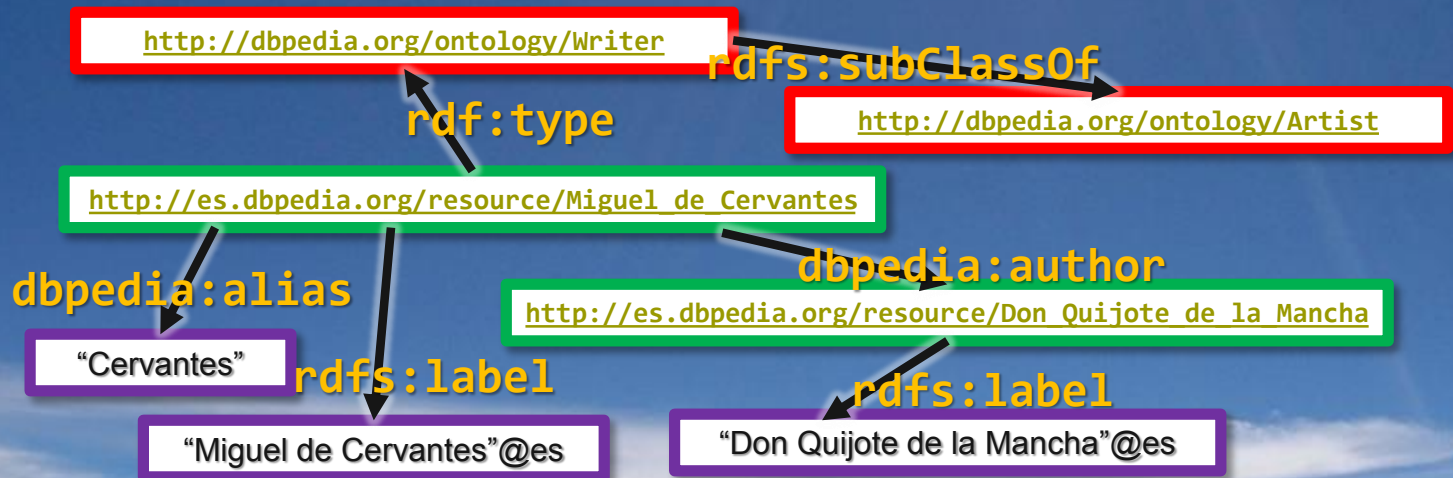 http://dbpedia.org/ontology/Writer
rdfs:subClassOf
http://dbpedia.org/ontology/Artist
rdf:type
http://es.dbpedia.org/resource/Miguel_de_Cervantes
dbpedia:author
dbpedia:alias
http://es.dbpedia.org/resource/Don_Quijote_de_la_Mancha
“Cervantes”
rdfs:label
rdfs:label
“Miguel de Cervantes”@es
“Don Quijote de la Mancha”@es